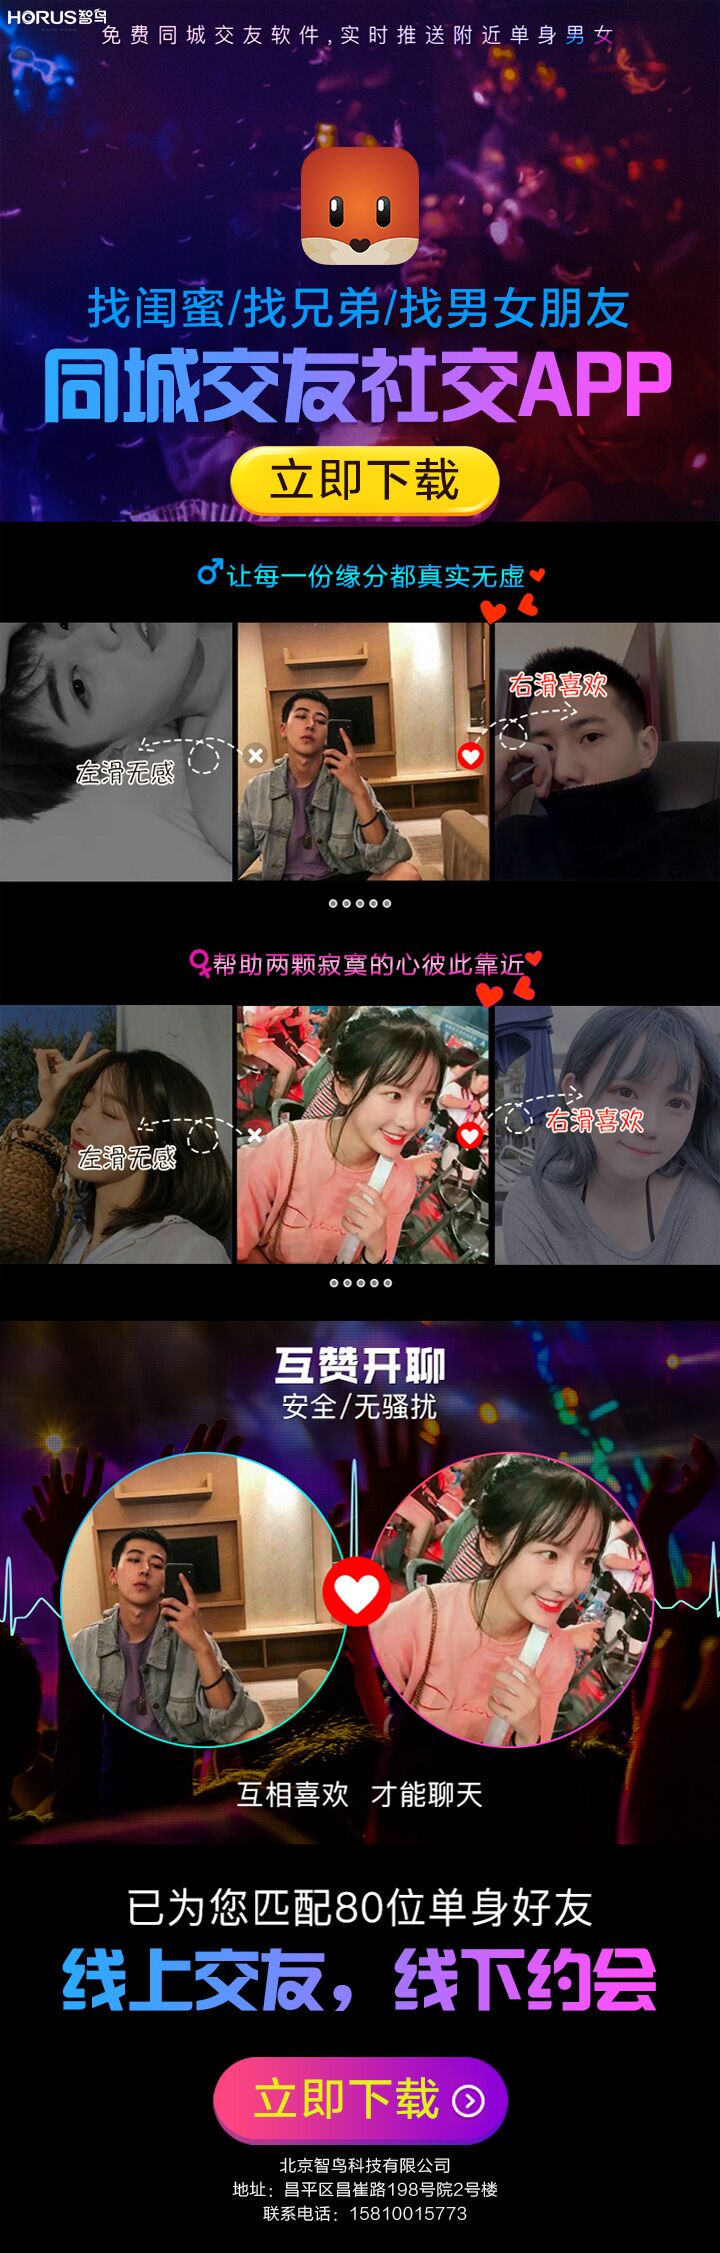 HORUS智鸟
免费同城交友软件,实时推送附近单身男女
找闺蜜/找兄弟/找男女朋友
同城交友社交APP
立即下载
让每一份缘分都真实无虚
右滑喜欢
左滑无感
帮助两颗寂寞的心彼此靠近
右滑喜欢
左滑无感
互赞开聊
安全/无骚扰
互相喜欢 才能聊天
已为您匹配80位单身好友
线上交友，线下约会
立即下载
北京智鸟科技有限公司
地址：昌平区昌崔路198号院2号楼
联系电话：15810015773